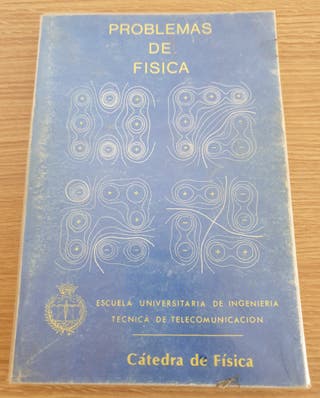 PROBLEMAS
DE
FISICA
ESCUELA UNIVERSITARIA DE INGENIERIA
TECNICA DE TELECOMUNICACION
Cátedra de Física